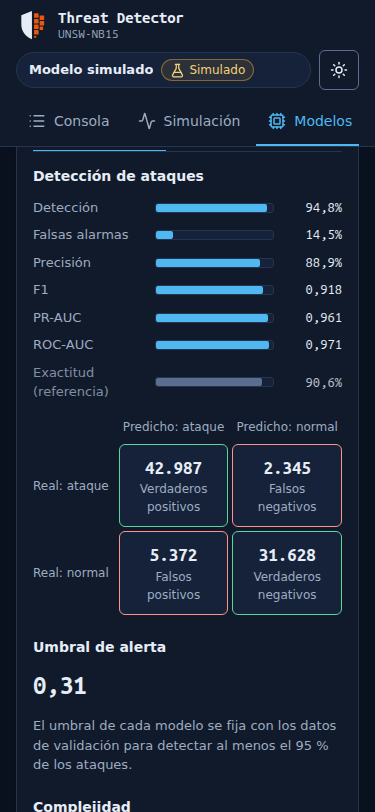 Threat Detector
UNSW-NB15
Modelo simulado
Simulado
Consola
Simulación
Modelos
Detección de ataques
Detección 94,8%
Falsas alarmas 14,5%
Precisión 88,9%
F1 0,918
PR-AUC 0,961
ROC-AUC 0,971
Exactitud
(referencia) 90,6%
Predicho: ataque Predicho: normal
Real: ataque
42.987
Verdaderos
positivos
2.345
Falsos
negativos
Real: normal
5.372
Falsos
positivos
31.628
Verdaderos
negativos
Umbral de alerta
0,31
El umbral de cada modelo se fija con los datos
de validación para detectar al menos el 95 %
de los ataques.
Complejidad